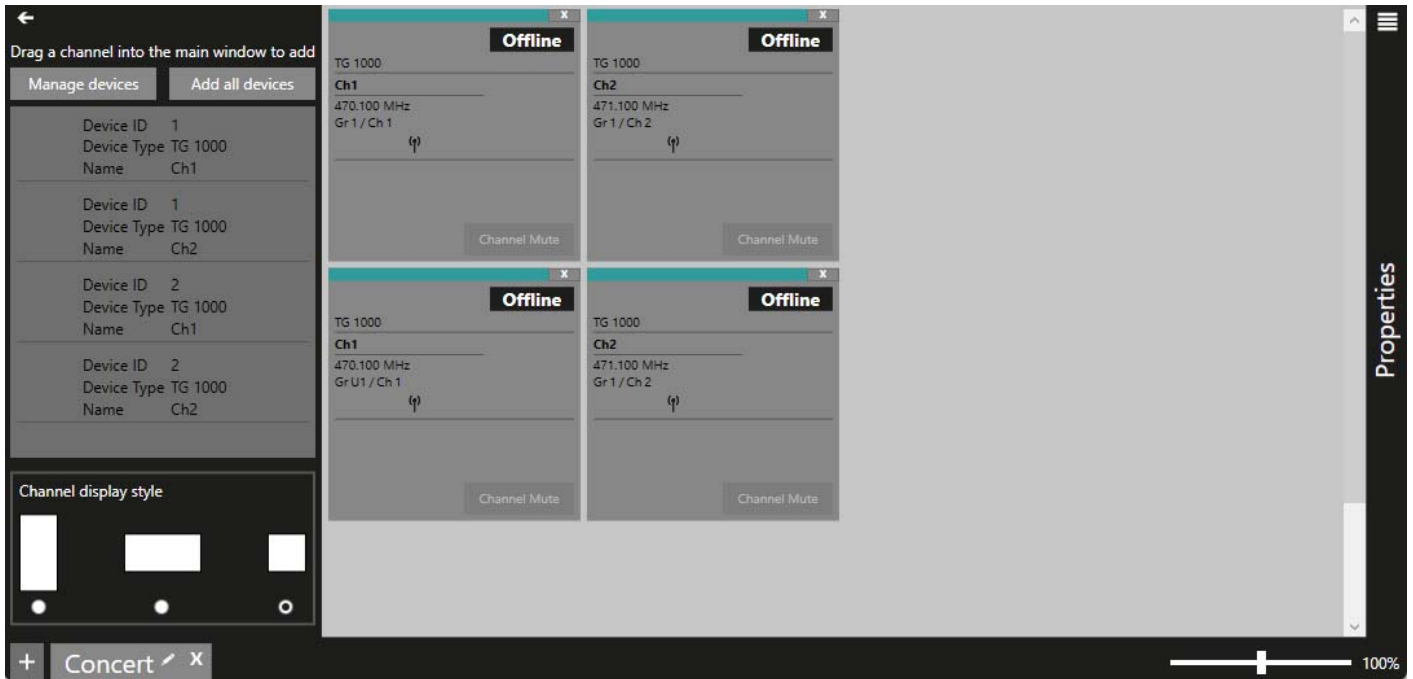 Drag a channel into the main window to add
Manage devices
Add all devices
Device ID 1
Device Type TG 1000
Name Ch1
Device ID 1
Device Type TG 1000
Name Ch2
Device ID 2
Device Type TG 1000
Name Ch1
Device ID 2
Device Type TG 1000
Name Ch2
Channel display style
X
Offline
TG 1000
Ch1
470.100 MHz
Gr 1 / Ch 1
Channel Mute
X
Offline
TG 1000
Ch2
471.100 MHz
Gr 1 / Ch 2
Channel Mute
X
Offline
TG 1000
Ch1
470.100 MHz
Gr U1 / Ch 1
Channel Mute
X
Offline
TG 1000
Ch2
471.100 MHz
Gr 1 / Ch 2
Channel Mute
Properties
+ Concert X
100%